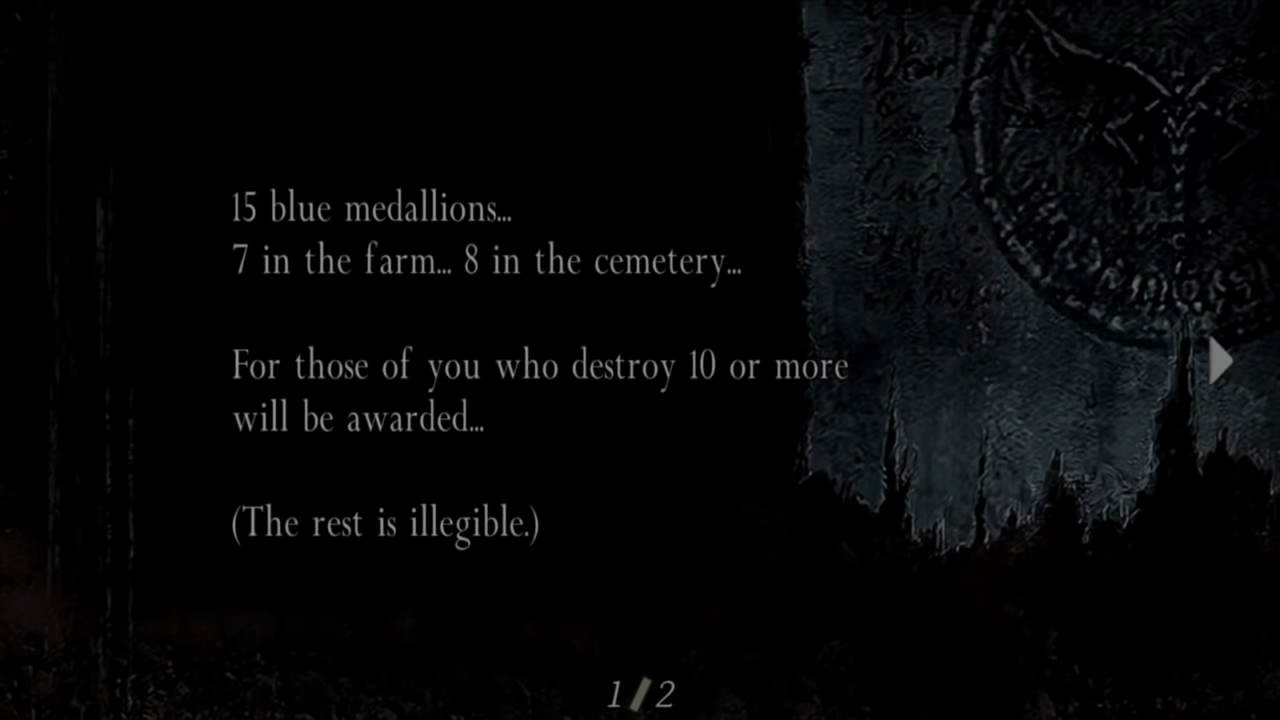 15 blue medallions...
7 in the farm... 8 in the cemetery...
For those of you who destroy 10 or more
will be awarded...
(The rest is illegible.)
1/2